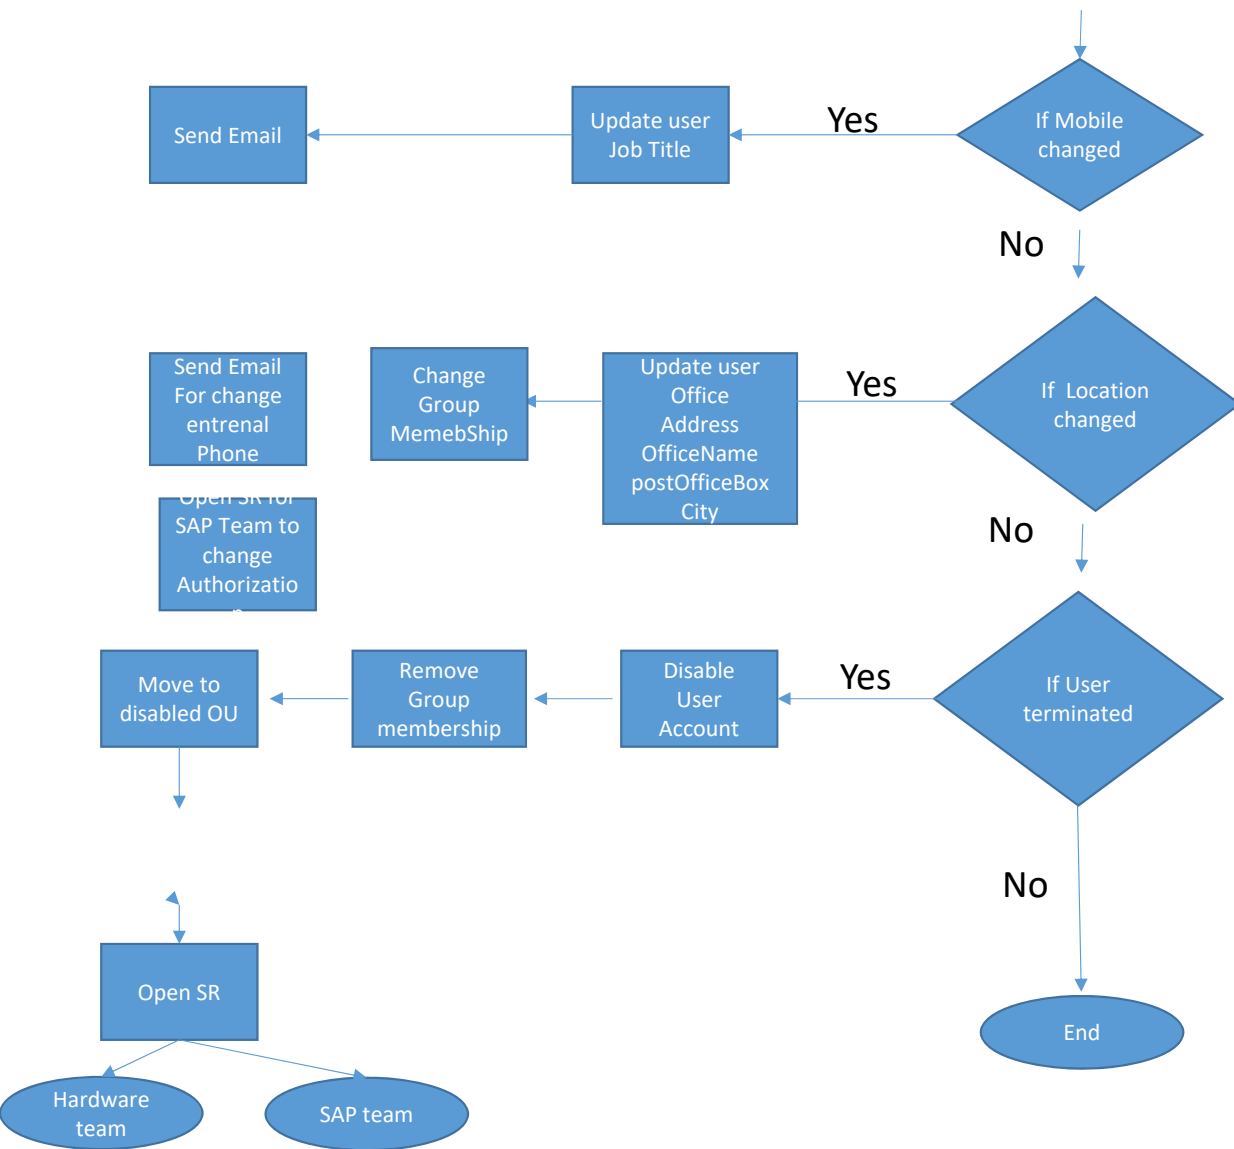 Send Email
Update user
Job Title
Yes
If Mobile
changed
No
Send Email
For change
entrenal
Phone
Change
Group
MemebShip
Update user
Office
Address
OfficeName
postOfficeBox
City
Yes
If  Location
changed
Open SR for
SAP Team to
change
Authorizatio
n
No
Move to
disabled OU
Remove
Group
membership
Disable
User
Account
Yes
If User
terminated
No
Open SR
End
Hardware
team
SAP team